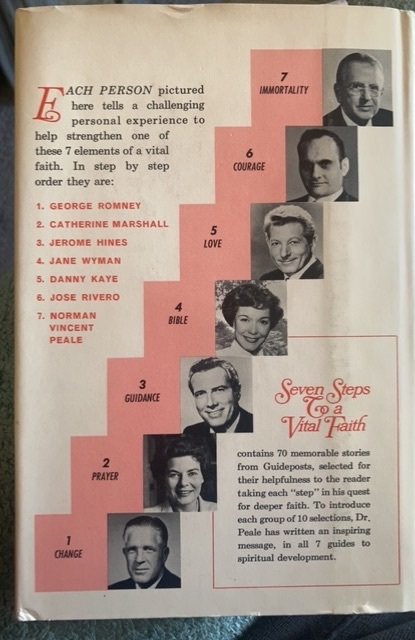 EACH PERSON pictured
here tells a challenging
personal experience to
help strengthen one of
these 7 elements of a vital
faith. In step by step
order they are:
1. GEORGE ROMNEY
2. CATHERINE MARSHALL
3. JEROME HINES
4. JANE WYMAN
5. DANNY KAYE
6. JOSE RIVERO
7. NORMAN
VINCENT
PEALE
7
IMMORTALITY
6
COURAGE
5
LOVE
4
BIBLE
3
GUIDANCE
2
PRAYER
1
CHANGE
Seven Steps
To a
Vital Faith
contains 70 memorable stories
from Guideposts, selected for
their helpfulness to the reader
taking each "step" in his quest
for deeper faith. To introduce
each group of 10 selections, Dr.
Peale has written an inspiring
message, in all 7 guides to
spiritual development.